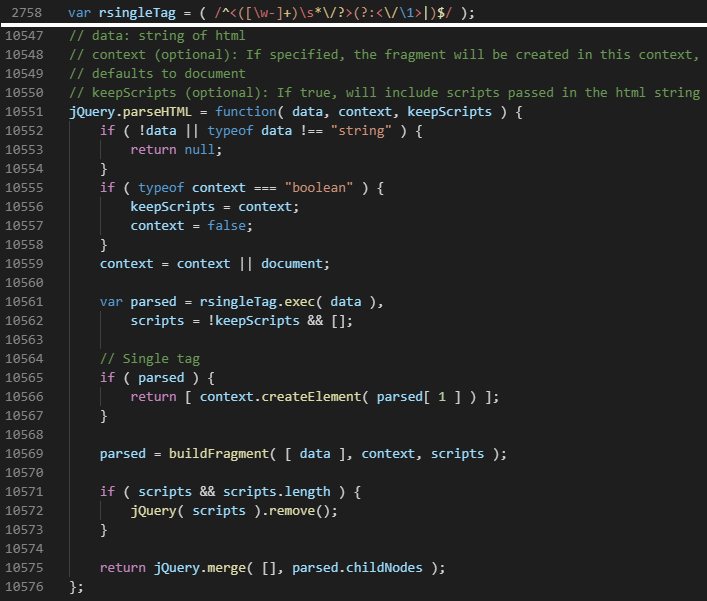 2758 var rsingleTag = ( /^<([\w-]+)\s*\/?>(?:<\/\1>|)$/ );
10547 // data: string of html
10548 // context (optional): If specified, the fragment will be created in this context,
10549 // defaults to document
10550 // keepScripts (optional): If true, will include scripts passed in the html string
10551 jQuery.parseHTML = function( data, context, keepScripts ) {
10552     if ( !data || typeof data !== "string" ) {
10553         return null;
10554     }
10555     if ( typeof context === "boolean" ) {
10556         keepScripts = context;
10557         context = false;
10558     }
10559     context = context || document;
10560
10561     var parsed = rsingleTag.exec( data ),
10562         scripts = !keepScripts && [];
10563
10564     // Single tag
10565     if ( parsed ) {
10566         return [ context.createElement( parsed[ 1 ] ) ];
10567     }
10568
10569     parsed = buildFragment( [ data ], context, scripts );
10570
10571     if ( scripts && scripts.length ) {
10572         jQuery( scripts ).remove();
10573     }
10574
10575     return jQuery.merge( [], parsed.childNodes );
10576 };